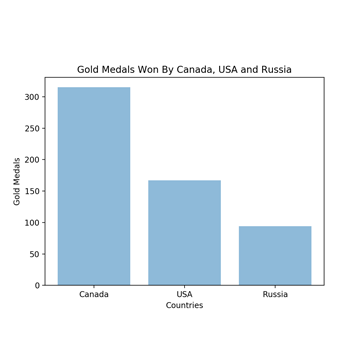 Gold Medals Won By Canada, USA and Russia
300
250
200
150
100
50
0
Gold Medals
Canada USA Russia
Countries